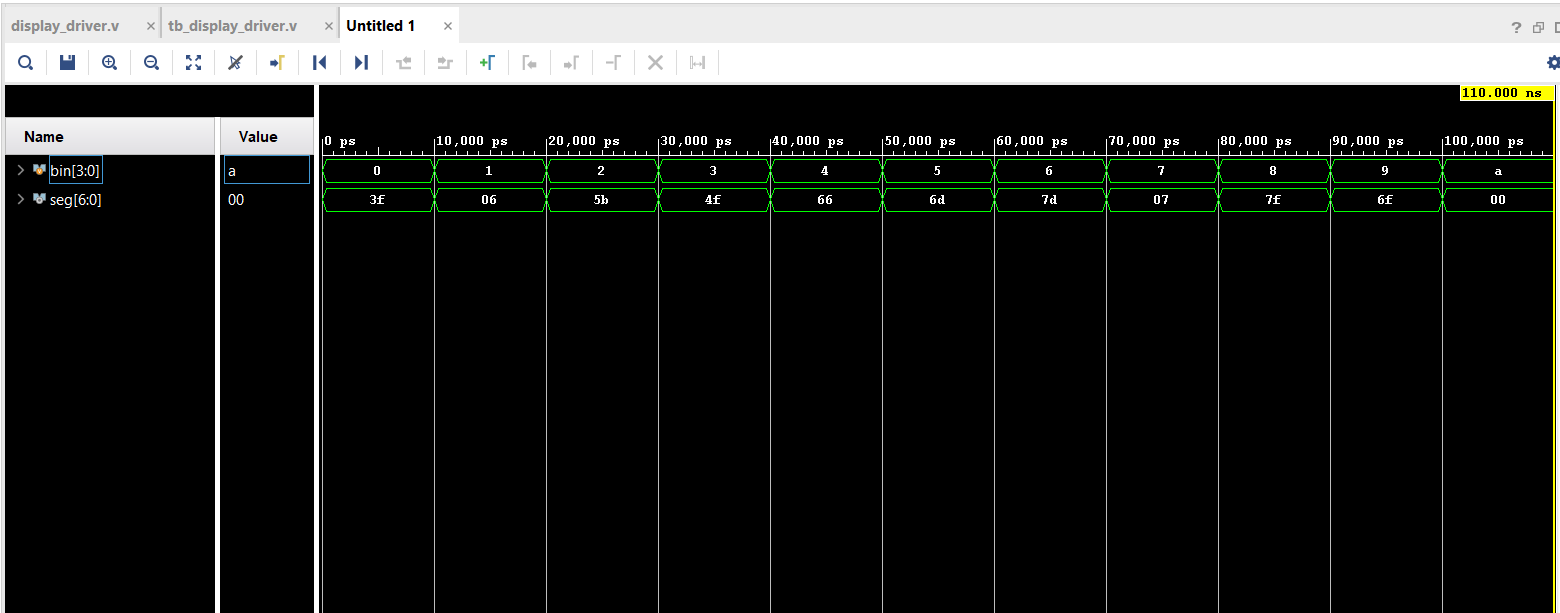 display_driver.v × tb_display_driver.v × Untitled 1 ×
?
110.000 ns
Name Value
0 ps 10,000 ps 20,000 ps 30,000 ps 40,000 ps 50,000 ps 60,000 ps 70,000 ps 80,000 ps 90,000 ps 100,000 ps
bin[3:0] a 0 1 2 3 4 5 6 7 8 9 a
seg[6:0] 00 3f 06 5b 4f 66 6d 7d 07 7f 6f 00